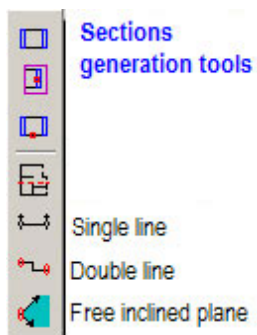 Sections
generation tools
Single line
Double line
Free inclined plane